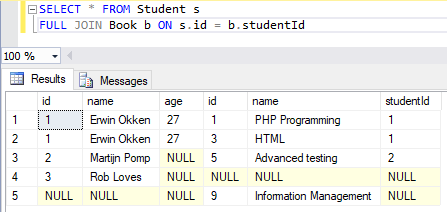 SELECT * FROM Student s
FULL JOIN Book b ON s.id = b.studentId
100 %
Results Messages
id name age id name studentId
1 1 Erwin Okken 27 1 PHP Programming 1
2 1 Erwin Okken 27 3 HTML 1
3 2 Martijn Pomp NULL 5 Advanced testing 2
4 3 Rob Loves NULL NULL NULL NULL
5 NULL NULL NULL 9 Information Management NULL